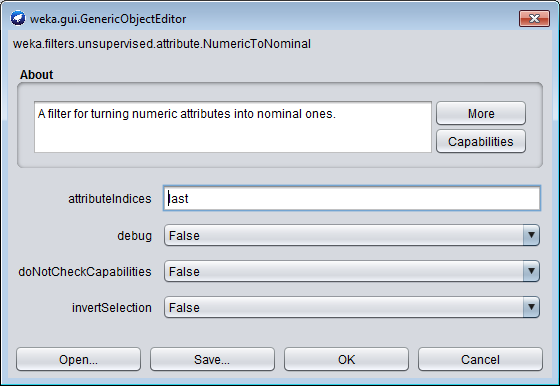 weka.gui.GenericObjectEditor
weka.filters.unsupervised.attribute.NumericToNominal
About
A filter for turning numeric attributes into nominal ones.
More
Capabilities
attributeIndices last
debug False
doNotCheckCapabilities False
invertSelection False
Open... Save... OK Cancel